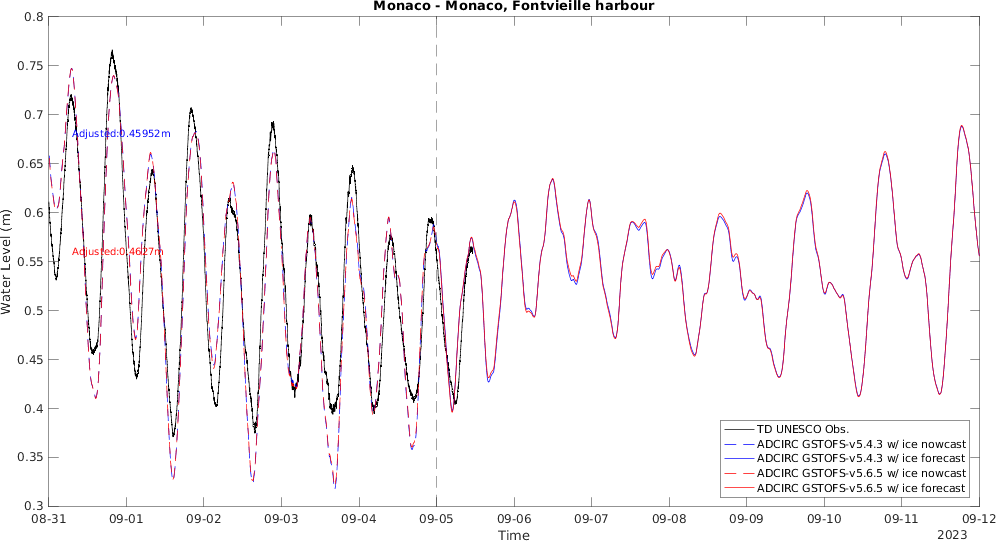 Monaco - Monaco, Fontvieille harbour
0.8
0.75
0.7
0.65
0.6
0.55
0.5
0.45
0.4
0.35
0.3
Water Level (m)
Adjusted:0.45952m
Adjusted:0.4627m
TD UNESCO Obs.
ADCIRC GSTOFS-v5.4.3 w/ ice nowcast
ADCIRC GSTOFS-v5.4.3 w/ ice forecast
ADCIRC GSTOFS-v5.6.5 w/ ice nowcast
ADCIRC GSTOFS-v5.6.5 w/ ice forecast
08-31 09-01 09-02 09-03 09-04 09-05 09-06 09-07 09-08 09-09 09-10 09-11 09-12
Time
2023